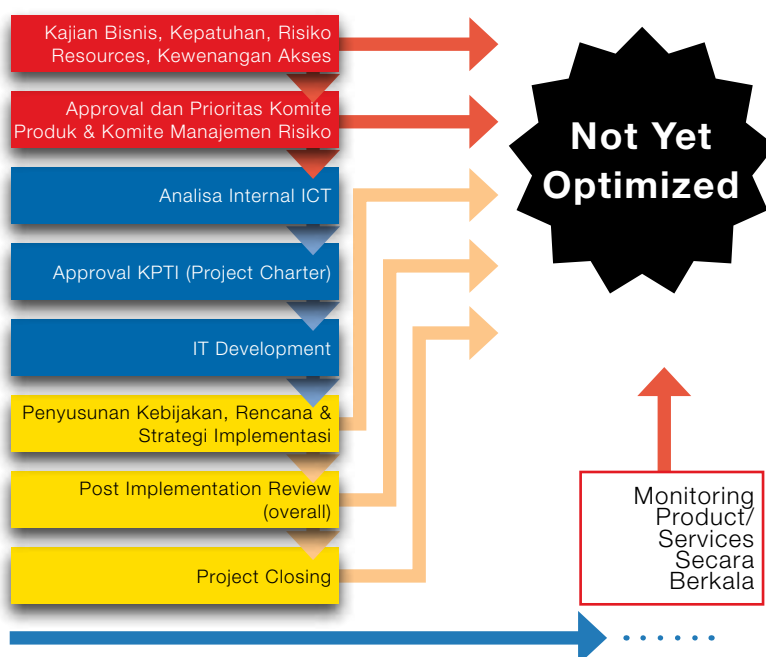 Kajian Bisnis, Kepatuhan, Risiko
Resources, Kewenangan Akses
Approval dan Prioritas Komite
Produk & Komite Manajemen Risiko
Analisa Internal ICT
Approval KPTI (Project Charter)
IT Development
Penyusunan Kebijakan, Rencana &
Strategi Implementasi
Post Implementation Review
(overall)
Project Closing
Not Yet
Optimized
Monitoring
Product/
Services
Secara
Berkala